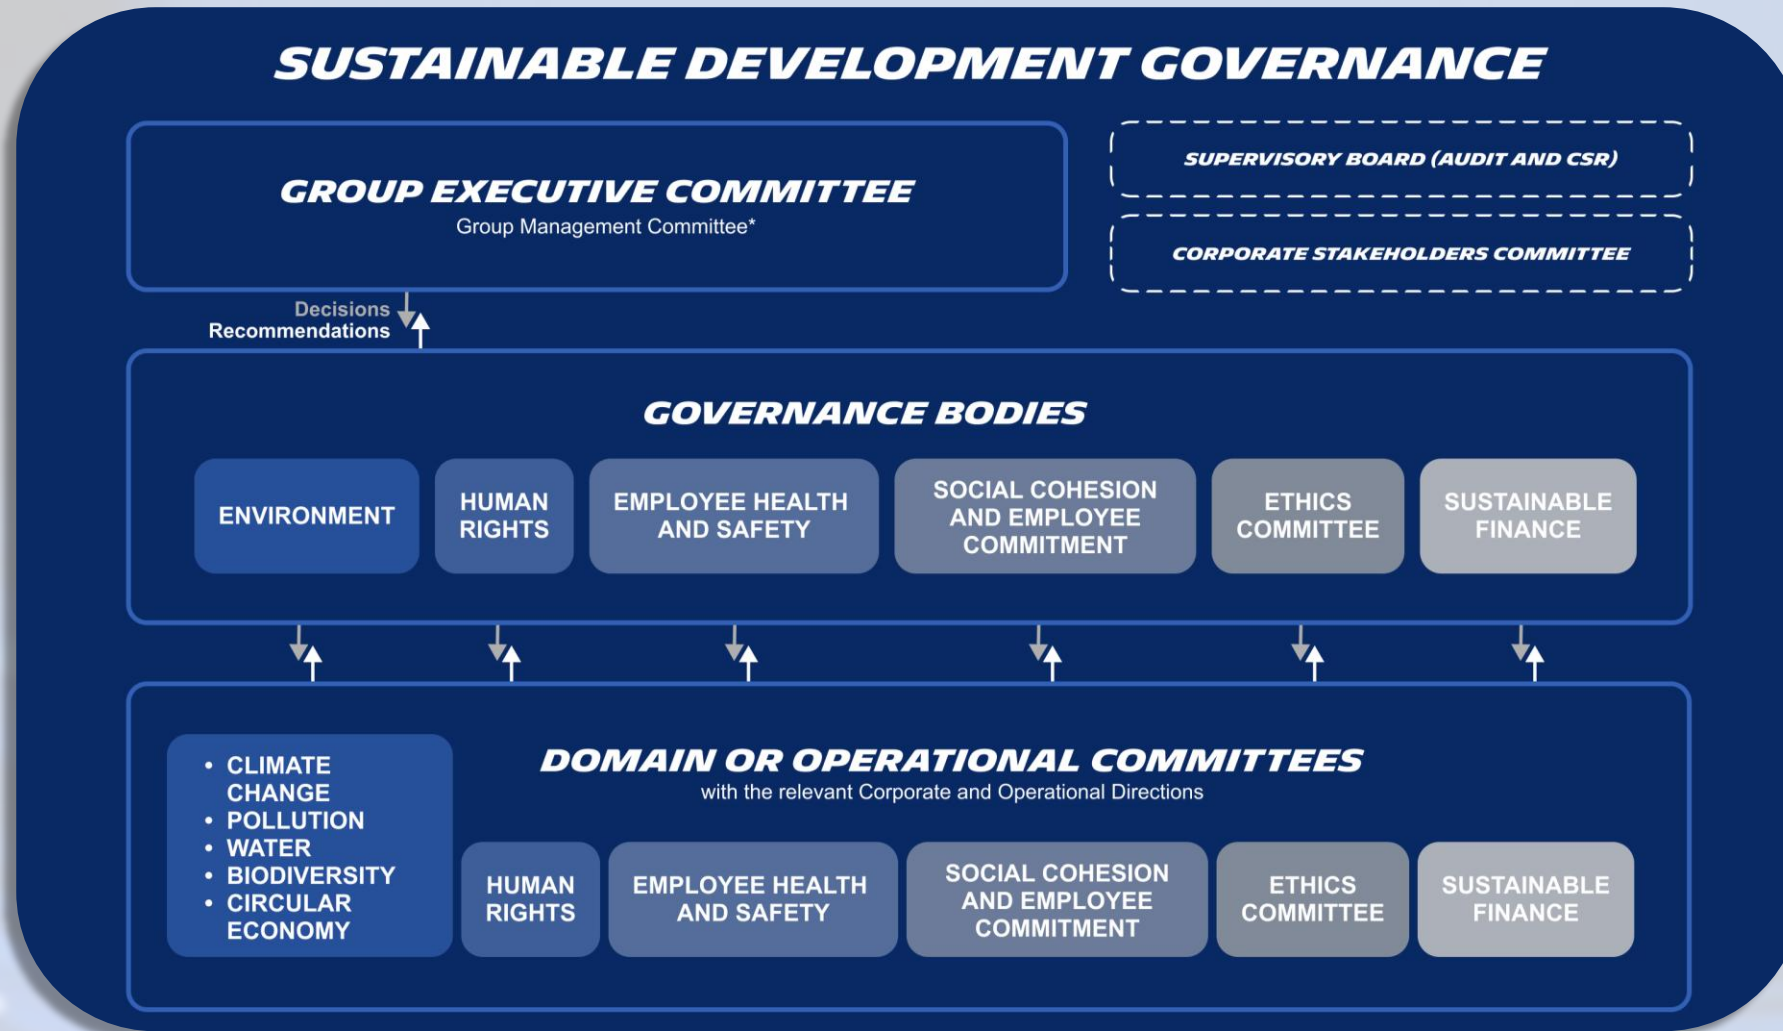 SUSTAINABLE DEVELOPMENT GOVERNANCE
GROUP EXECUTIVE COMMITTEE
Group Management Committee*
SUPERVISORY BOARD (AUDIT AND CSR)
CORPORATE STAKEHOLDERS COMMITTEE
Decisions
Recommendations
GOVERNANCE BODIES
ENVIRONMENT
HUMAN
RIGHTS
EMPLOYEE HEALTH
AND SAFETY
SOCIAL COHESION
AND EMPLOYEE
COMMITMENT
ETHICS
COMMITTEE
SUSTAINABLE
FINANCE
• CLIMATE
CHANGE
• POLLUTION
• WATER
• BIODIVERSITY
• CIRCULAR
ECONOMY
DOMAIN OR OPERATIONAL COMMITTEES
with the relevant Corporate and Operational Directions
HUMAN
RIGHTS
EMPLOYEE HEALTH
AND SAFETY
SOCIAL COHESION
AND EMPLOYEE
COMMITMENT
ETHICS
COMMITTEE
SUSTAINABLE
FINANCE